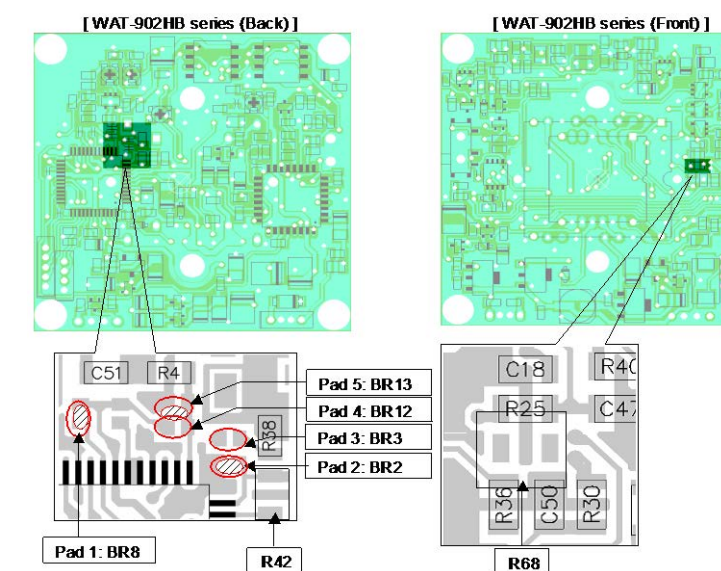 [ WAT-902HB series (Back) ]
[ WAT-902HB series (Front) ]
C51
R4
Pad 5: BR13
Pad 4: BR12
Pad 3: BR3
Pad 2: BR2
R38
Pad 1: BR8
R42
C18
R25
C47
R36
C50
R30
R68